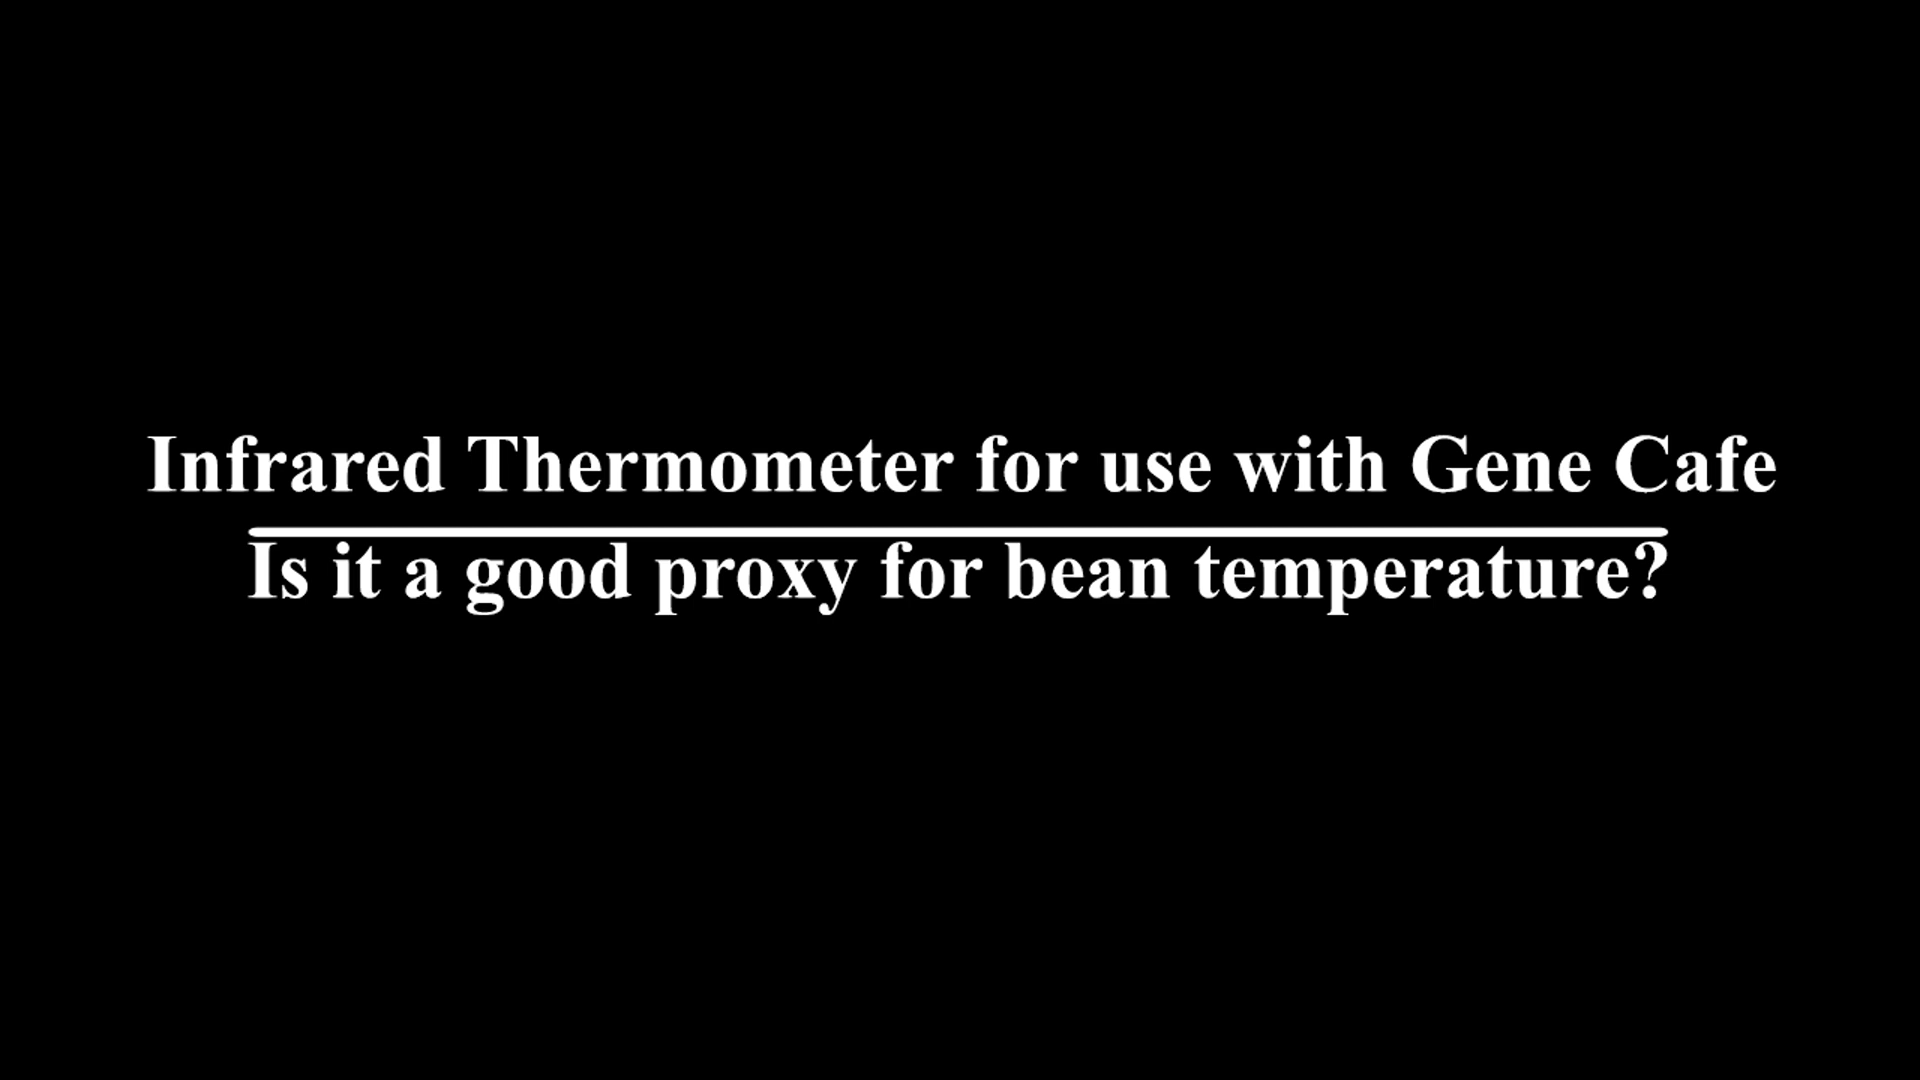 Infrared Thermometer for use with Gene Cafe
Is it a good proxy for bean temperature?